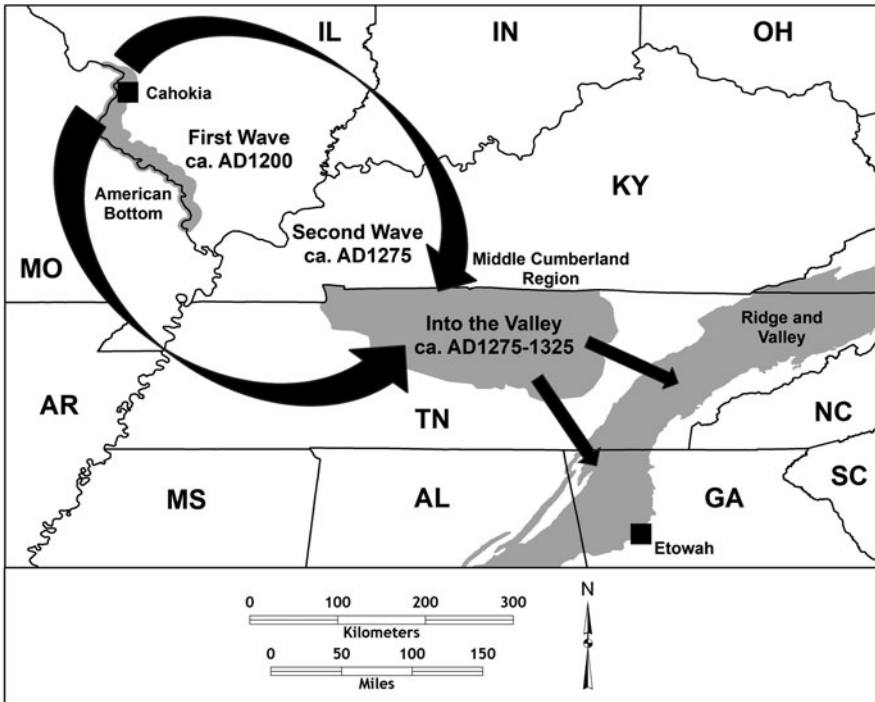 IL
IN
OH
Cahokia
First Wave
ca. AD1200
American
Bottom
KY
Second Wave
ca. AD1275
Middle Cumberland
Region
MO
Into the Valley
ca. AD1275-1325
Ridge and
Valley
AR
TN
NC
SC
MS
AL
GA
Etowah
0 100 200 300
Kilometers
0 50 100 150
Miles
N